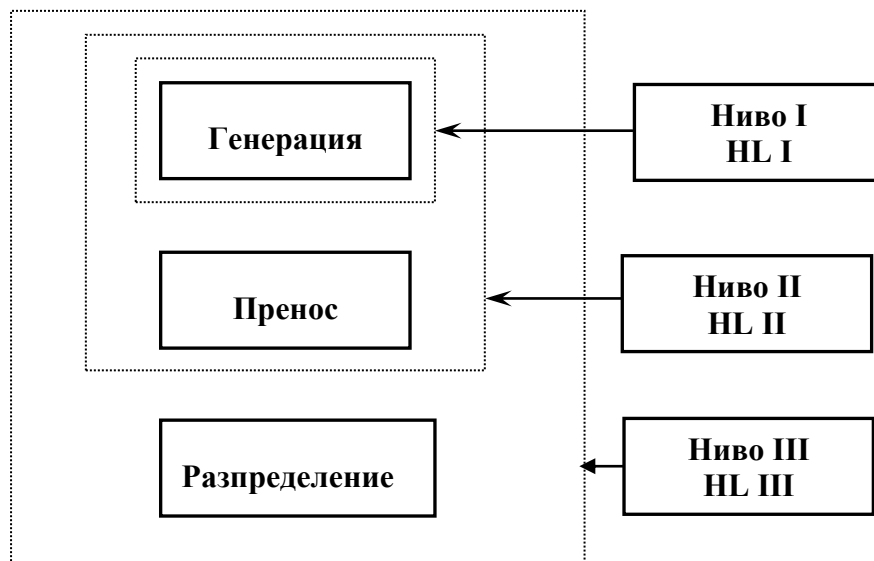 Генерация
Ниво I
HL I
Пренос
Ниво II
HL II
Разпределение
Ниво III
HL III